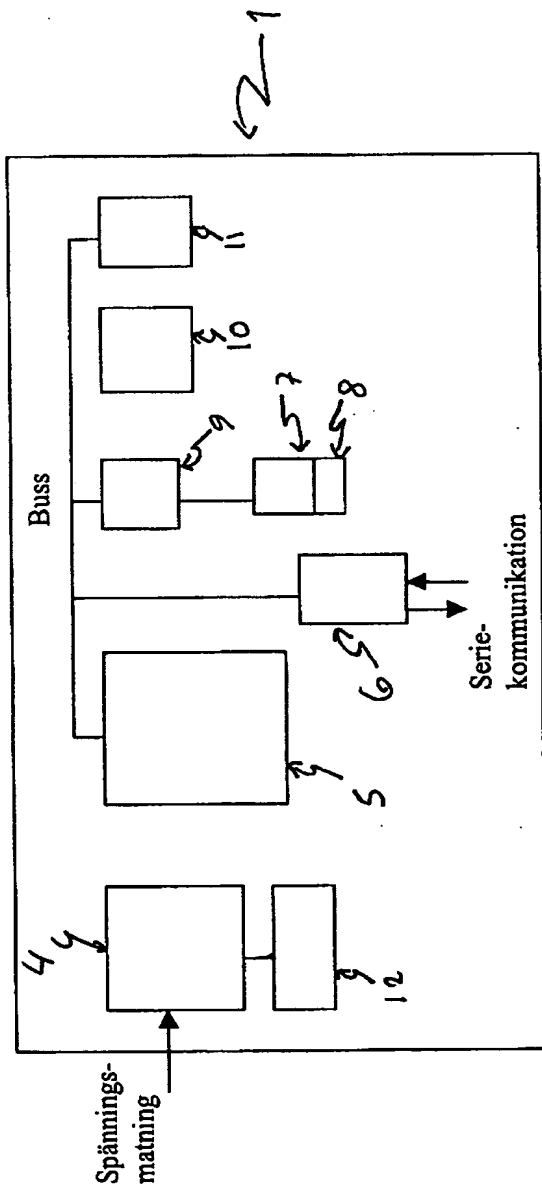 1
Buss
11
10
9
7
8
6
5
4
12
Spännings-
matning
Serie-
kommunikation